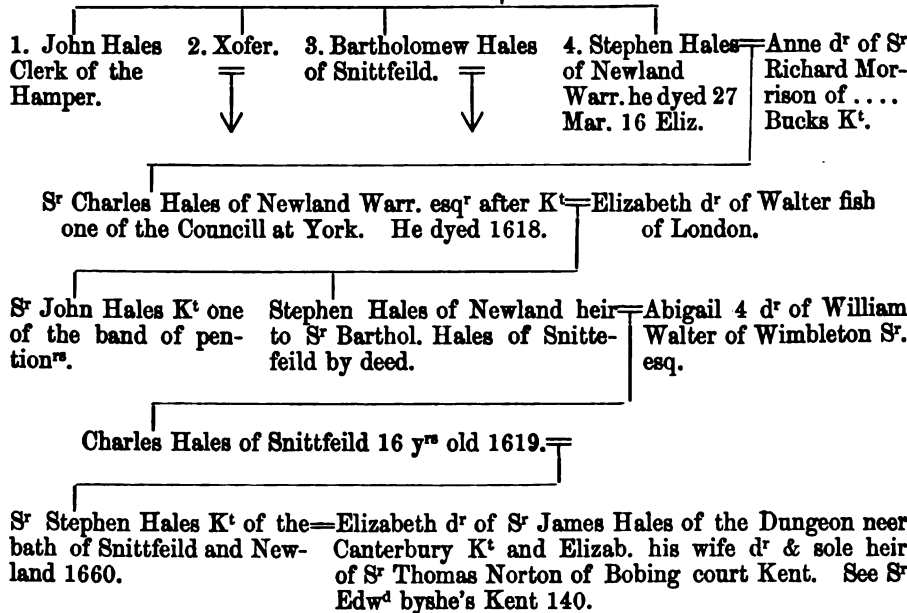 1. John Hales
Clerk of the
Hamper.
2. Xofer.
3. Bartholomew Hales
of Snittfeild.
4. Stephen Hales
of Newland
Warr. he dyed 27
Mar. 16 Eliz.
Anne dʳ of Sʳ
Richard Mor-
rison of ....
Bucks Kᵗ.
Sʳ Charles Hales of Newland Warr. esqʳ after Kᵗ
one of the Councill at York. He dyed 1618.
Elizabeth dʳ of Walter fish
of London.
Sʳ John Hales Kᵗ one
of the band of pen-
tionʳˢ.
Stephen Hales of Newland heir
to Sʳ Barthol. Hales of Snitte-
feild by deed.
Abigail 4 dʳ of William
Walter of Wimbleton Sʳ.
esq.
Charles Hales of Snittfeild 16 yʳˢ old 1619.
Sʳ Stephen Hales Kᵗ of the
bath of Snittfeild and New-
land 1660.
Elizabeth dʳ of Sʳ James Hales of the Dungeon neer
Canterbury Kᵗ and Elizab. his wife dʳ & sole heir
of Sʳ Thomas Norton of Bobing court Kent. See Sʳ
Edwᵈ byshe's Kent 140.